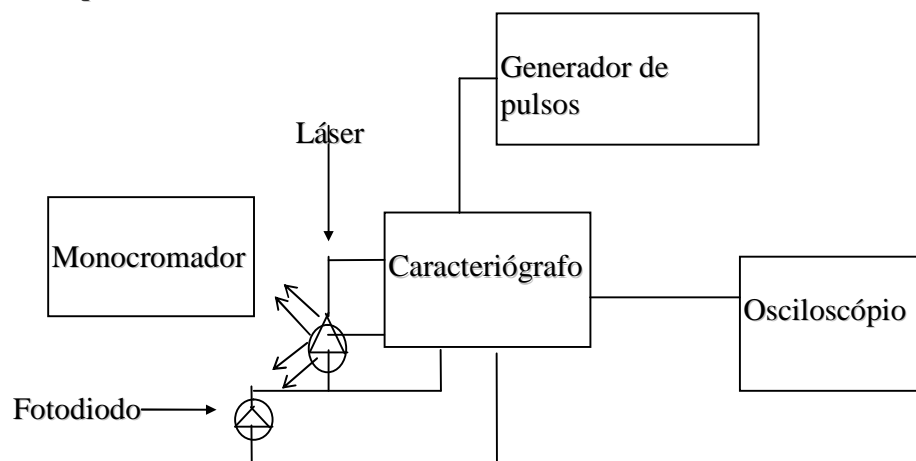 Generador de
pulsos
Láser
Monocromador
Caracteriógrafo
Osciloscópio
Fotodiodo